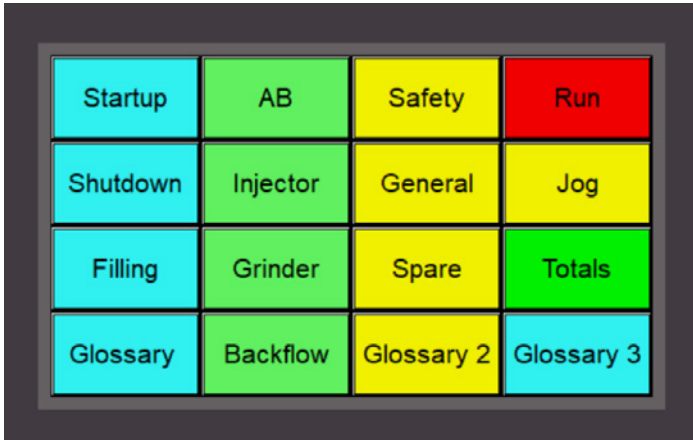 Startup AB Safety Run
Shutdown Injector General Jog
Filling Grinder Spare Totals
Glossary Backflow Glossary 2 Glossary 3